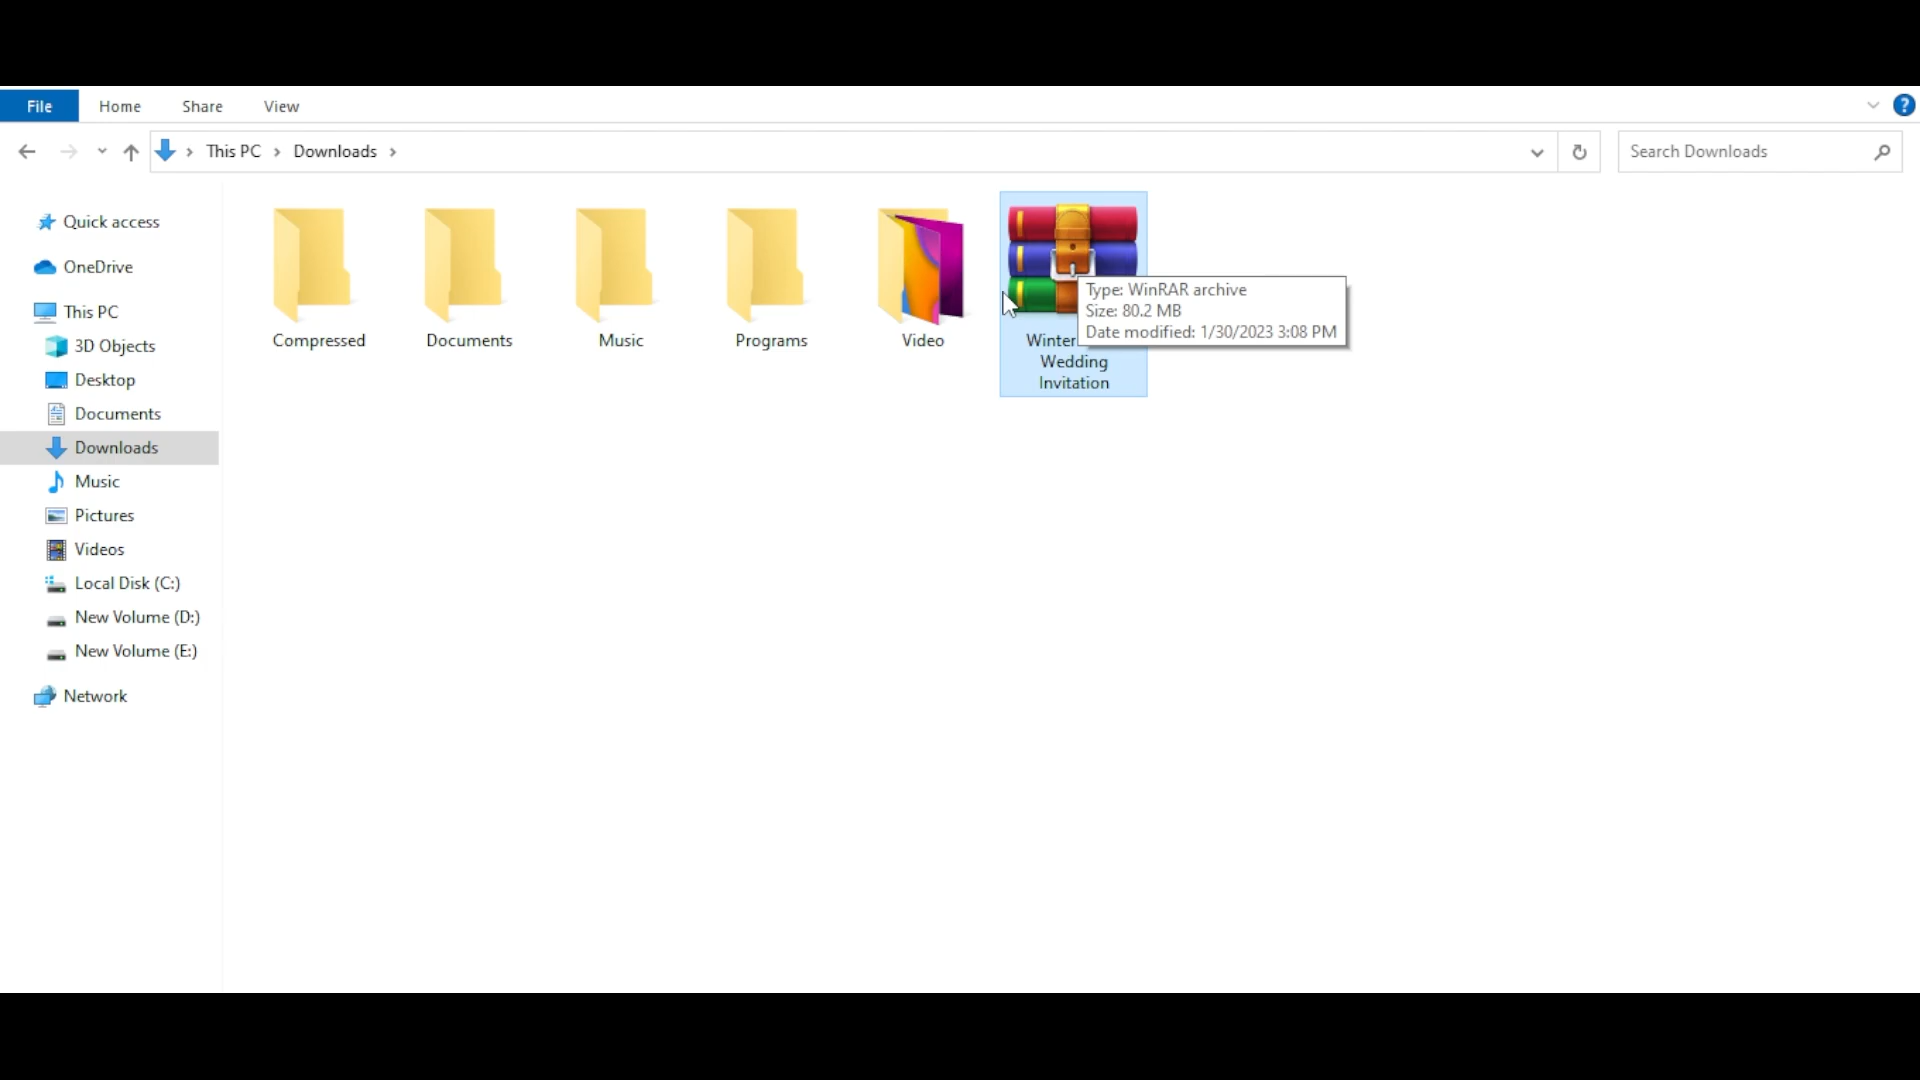 File Home Share View ?
This PC Downloads Search Downloads
Quick access
OneDrive
This PC
3D Objects
Desktop
Documents
Downloads
Music
Pictures
Videos
Local Disk (C:)
New Volume (D:)
New Volume (E:)
Network
Compressed Documents Music Programs Video Winter
Wedding
Invitation
Type: WinRAR archive
Size: 80.2 MB
Date modified: 1/30/2023 3:08 PM